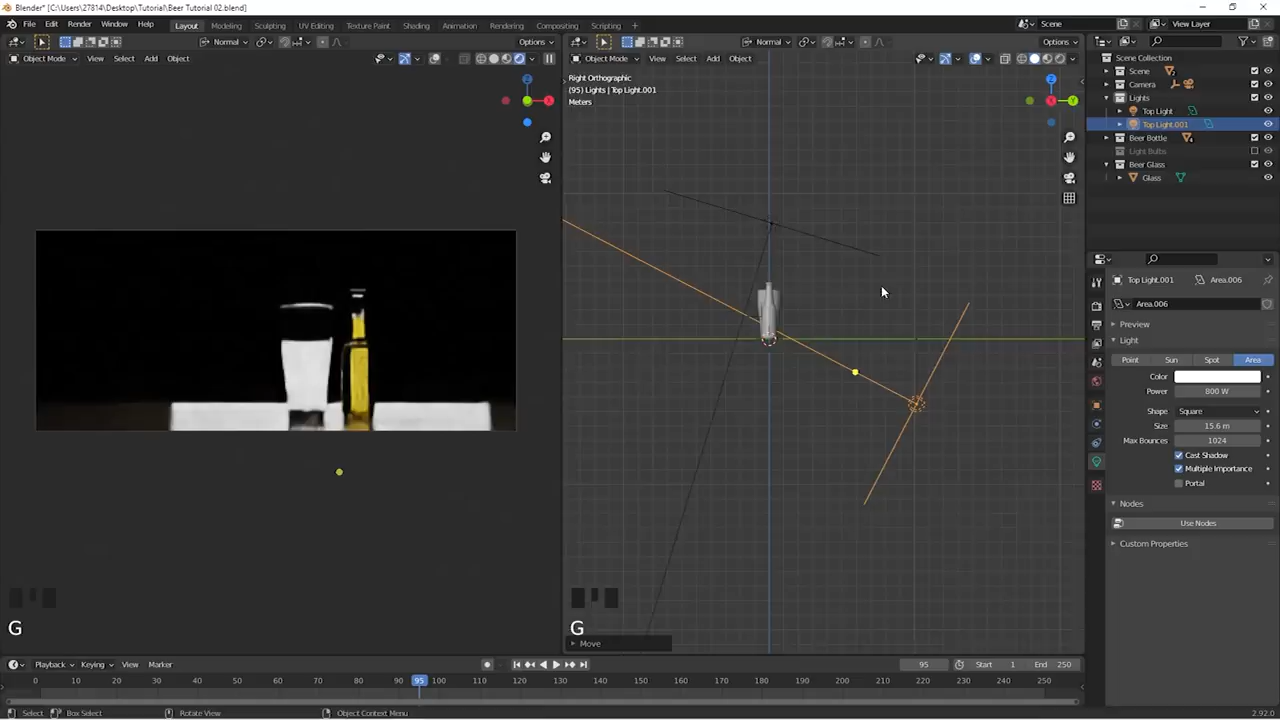 Blender* [C:\Users\27814\Desktop\Tutorial\Beer Tutorial 02.blend]
File Edit Render Window Help Layout Modeling Sculpting UV Editing Texture Paint Shading Animation Rendering Compositing Scripting Scene View Layer
Normal Options Normal Options
Object Mode View Select Add Object Object Mode View Select Add Object
Scene Collection
Scene
Camera
Lights
Top Light
Top Light.001
Beer Bottle
Light Bulbs
Beer Glass
Glass
Z
X
Right Orthographic
(95) Lights | Top Light.001
Meters
Z
Y
Top Light.001 Area.006
Area.006
Preview
Light
Point Sun Spot Area
Color
Power 800 W
Shape Square
Size 15.6 m
Max Bounces 1024
Cast Shadow
Multiple Importance
Portal
Nodes
Use Nodes
Custom Properties
G
G
Move
Playback Keying View Marker 95 Start 1 End 250
0 10 20 30 40 50 60 70 80 90 95 100 110 120 130 140 150 160 170 180 190 200 210 220 230 240 250
Select Box Select Rotate View Object Context Menu 2.92.0